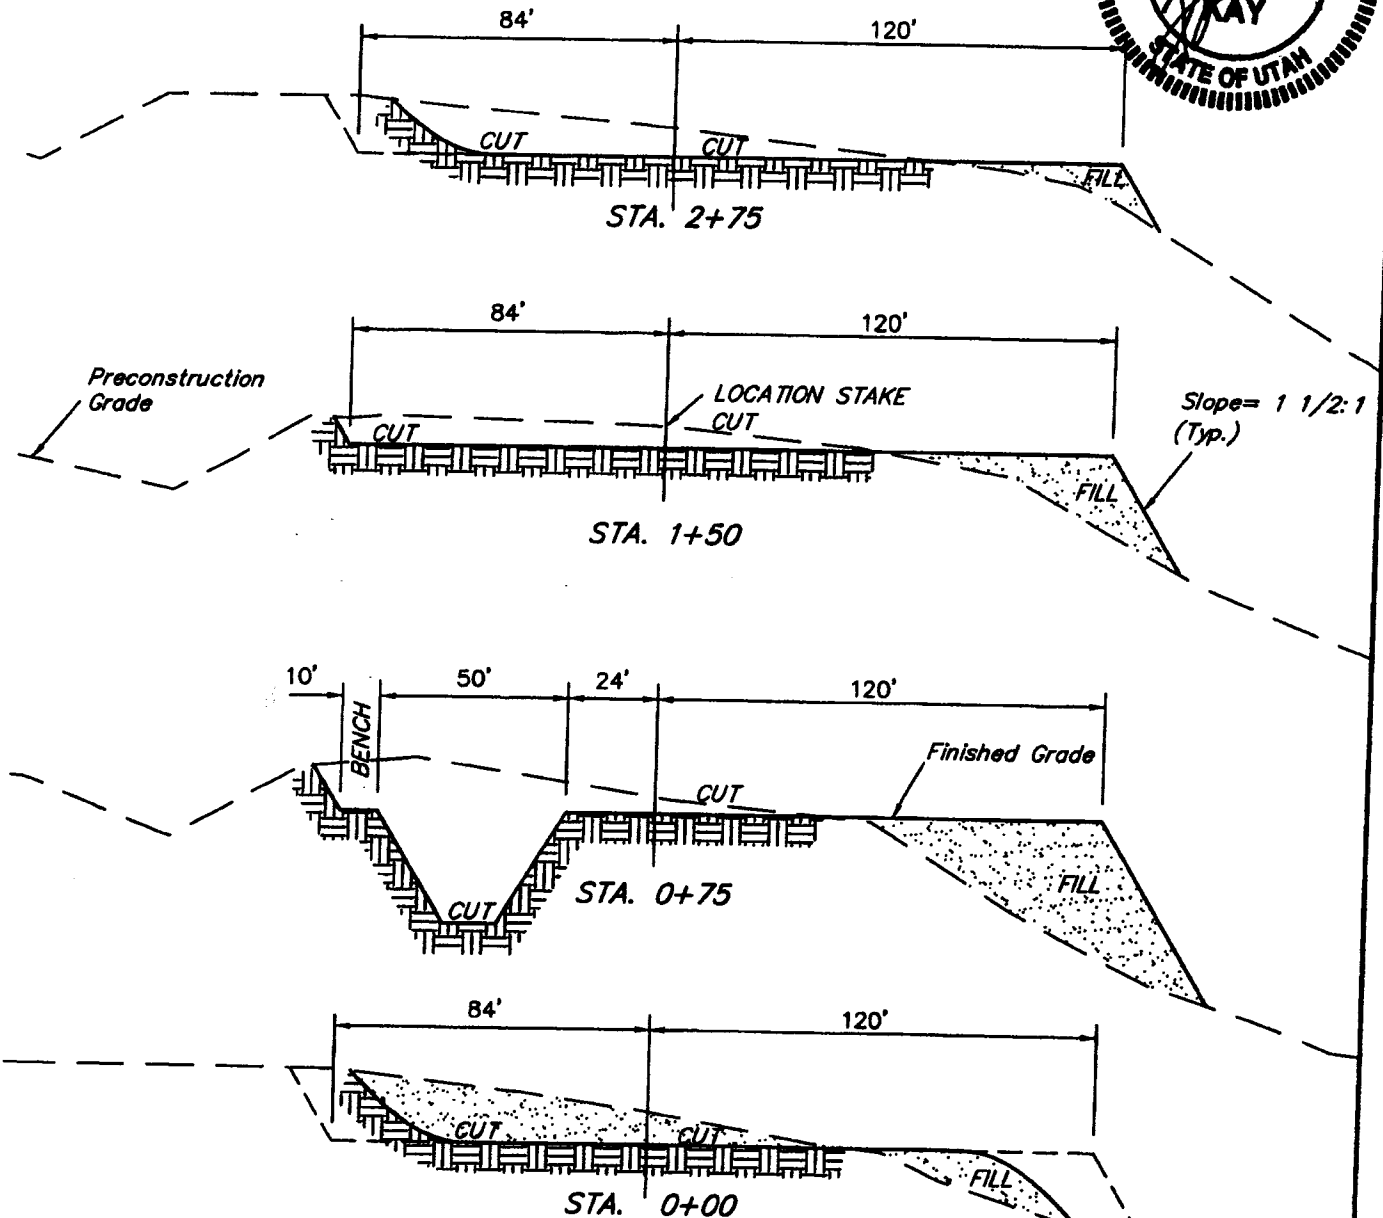 84'
120'
KAY
STATE OF UTAH
CUT
CUT
FILL
STA. 2+75
84'
120'
Preconstruction
Grade
LOCATION STAKE
CUT
CUT
Slope= 1 1/2:1
(Typ.)
FILL
STA. 1+50
10'
50'
24'
120'
BENCH
Finished Grade
CUT
FILL
CUT
STA. 0+75
84'
120'
CUT
CUT
FILL
STA. 0+00